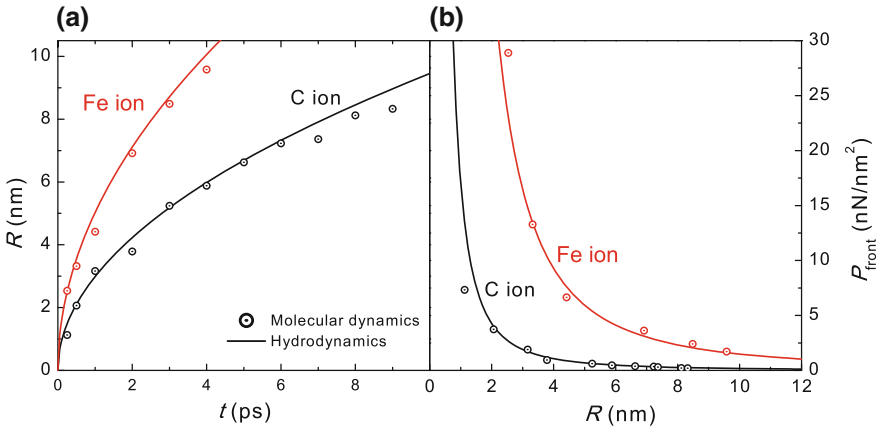 (a)
10
8
6
4
2
0
R (nm)
Fe ion
C ion
Molecular dynamics
Hydrodynamics
0 2 4 6 8
t (ps)
(b)
30
25
20
15
10
5
0
P front (nN/nm²)
C ion
Fe ion
0 2 4 6 8 10 12
R (nm)